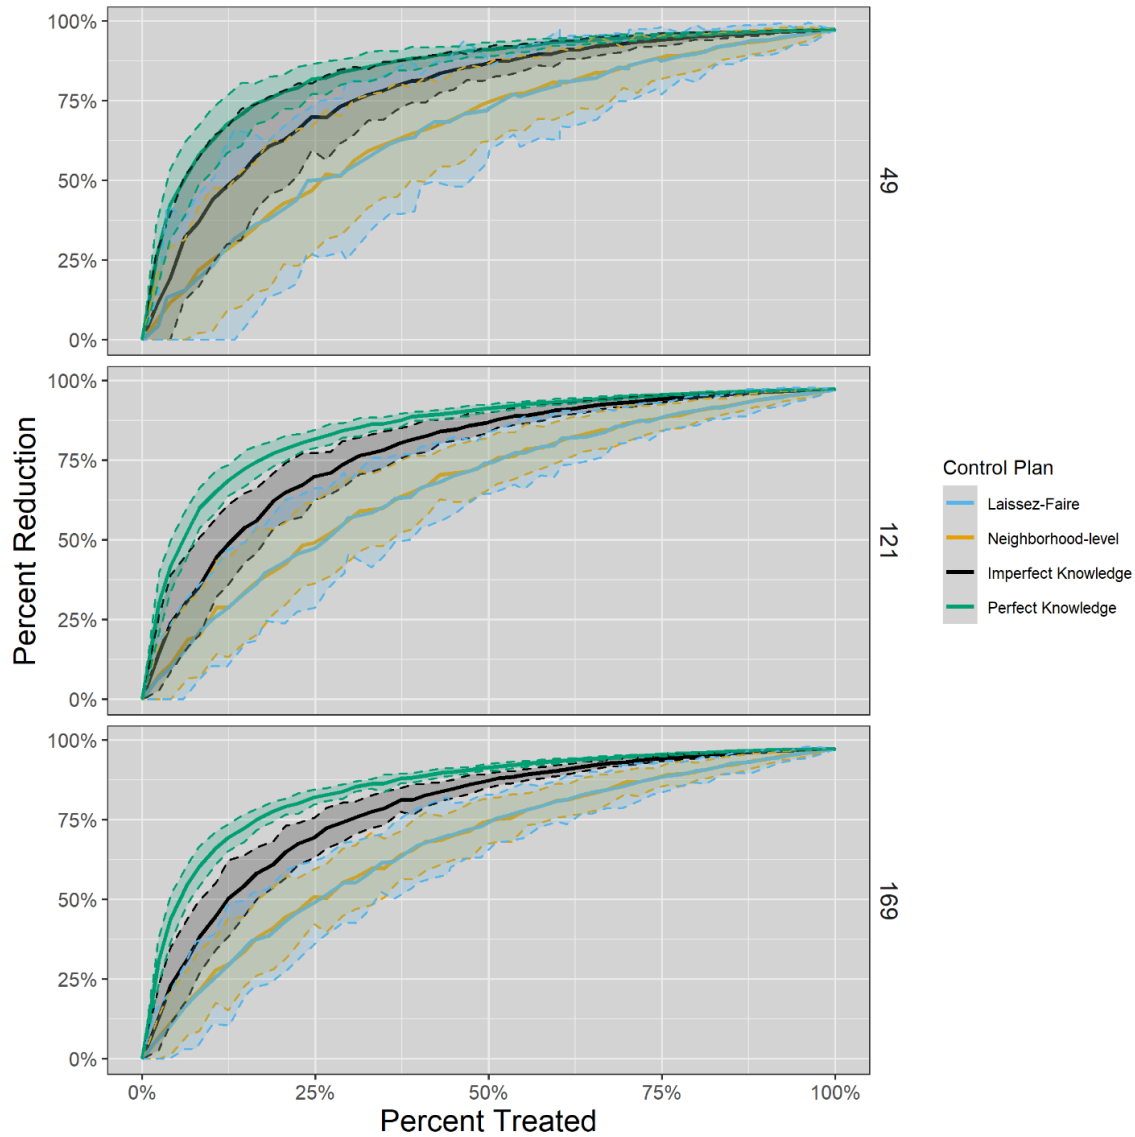 100%
75%
50%
25%
0%
49
100%
75%
50%
25%
0%
121
100%
75%
50%
25%
0%
169
Percent Reduction
0% 25% 50% 75% 100%
Percent Treated
Control Plan
Laissez-Faire
Neighborhood-level
Imperfect Knowledge
Perfect Knowledge